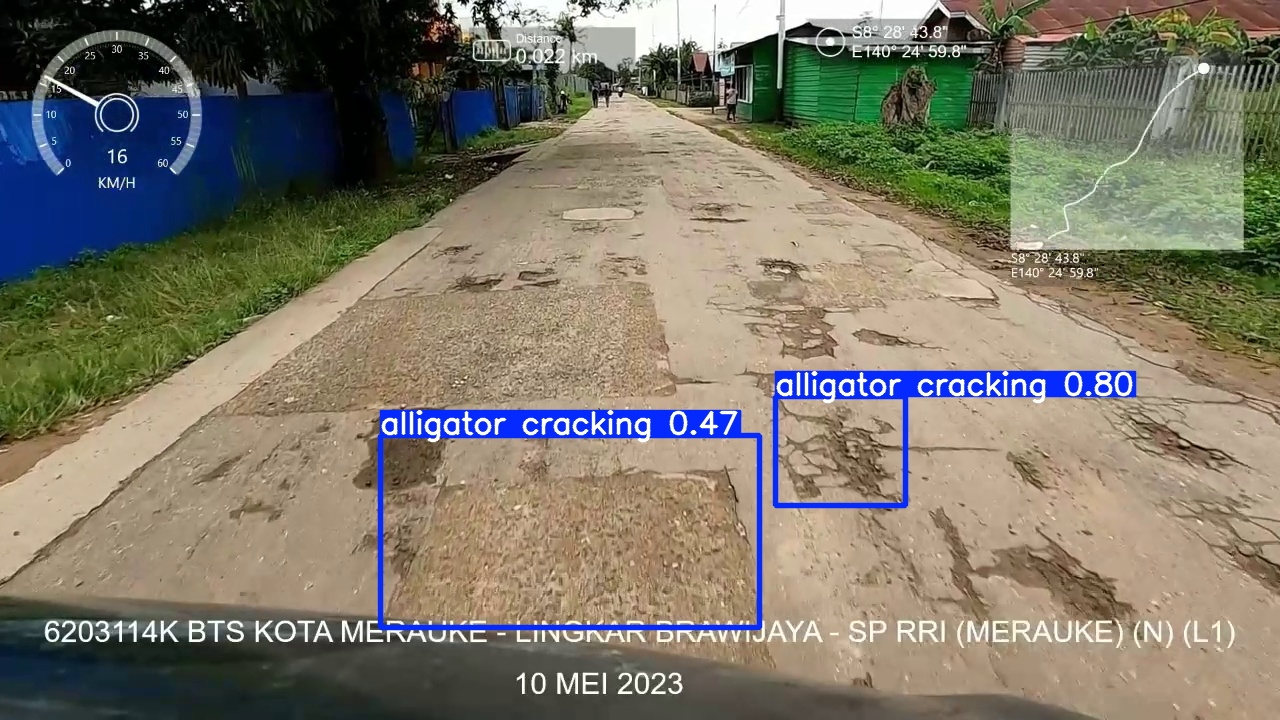 Distance
0.022 km
S8° 28' 43.8"
E140° 24' 59.8"
30
25
35
20
40
15
45
10
50
5
55
0
60
16
KM/H
S8° 28' 43.8"
E140° 24' 59.8"
alligator cracking 0.80
alligator cracking 0.47
6203114K BTS KOTA MERAUKE - LINGKAR BRAWIJAYA - SP RRI (MERAUKE) (N) (L1)
10 MEI 2023